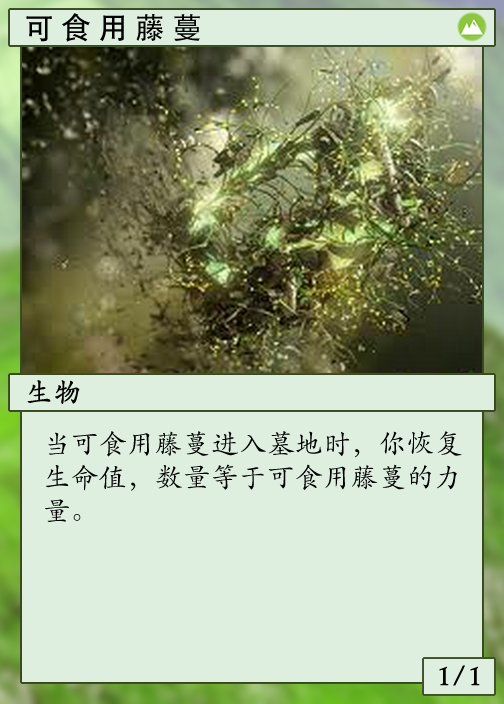 可食用藤蔓
生物
当可食用藤蔓进入墓地时，你恢复
生命值，数量等于可食用藤蔓的力
量。
1/1